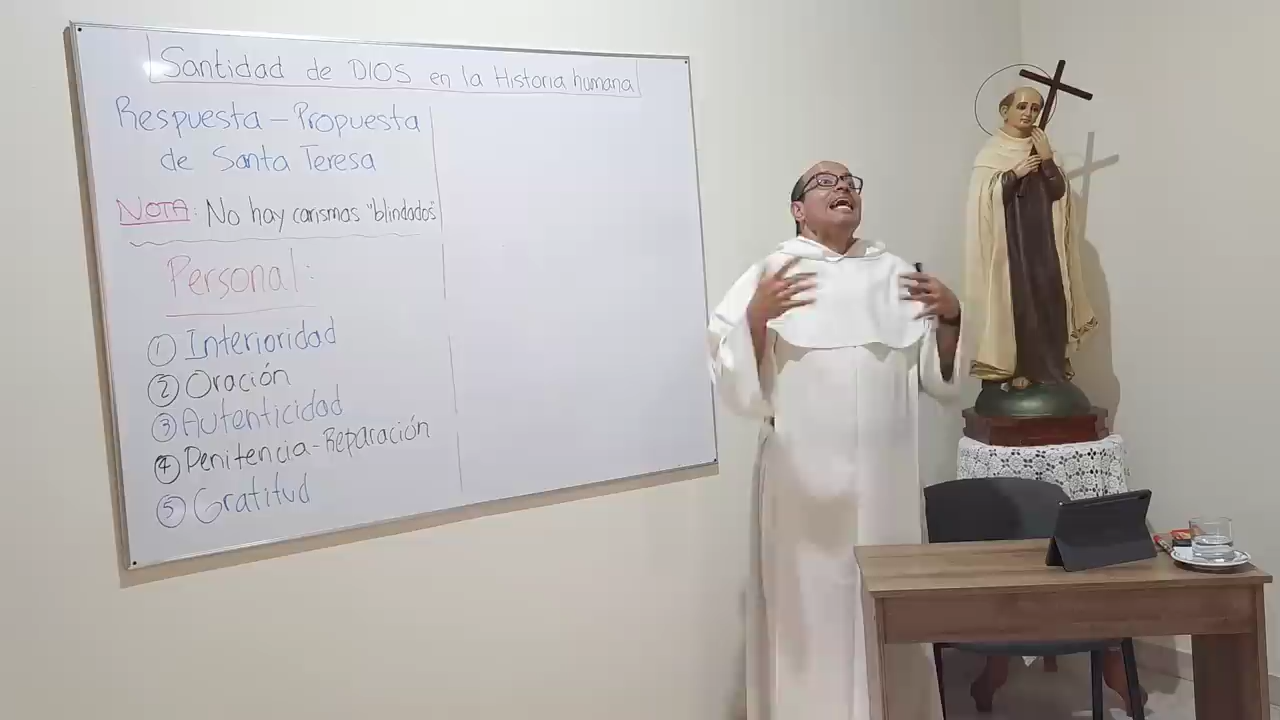 Santidad de DIOS en la Historia humana
Respuesta - Propuesta
de Santa Teresa
NOTA: No hay carismas "blindados"
Personal:
① Interioridad
② Oración
③ Autenticidad
④ Penitencia-Reparación
⑤ Gratitud